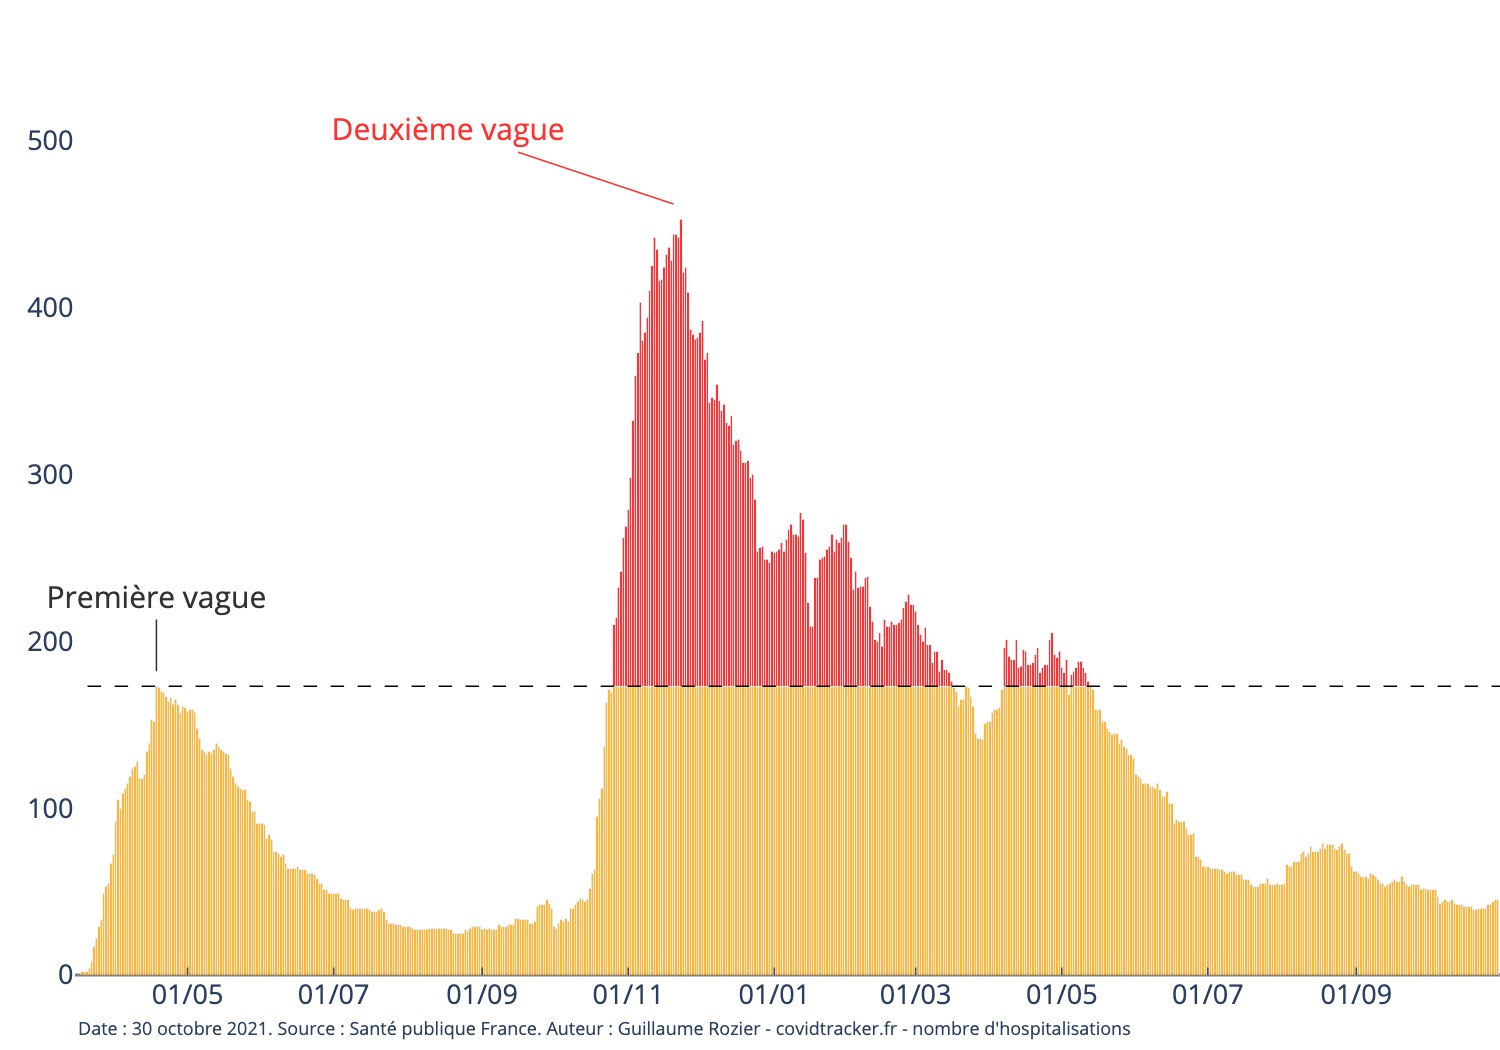 500
Deuxième vague
400
300
Première vague
200
100
0
01/05 01/07 01/09 01/11 01/01 01/03 01/05 01/07 01/09
Date : 30 octobre 2021. Source : Santé publique France. Auteur : Guillaume Rozier - covidtracker.fr - nombre d'hospitalisations